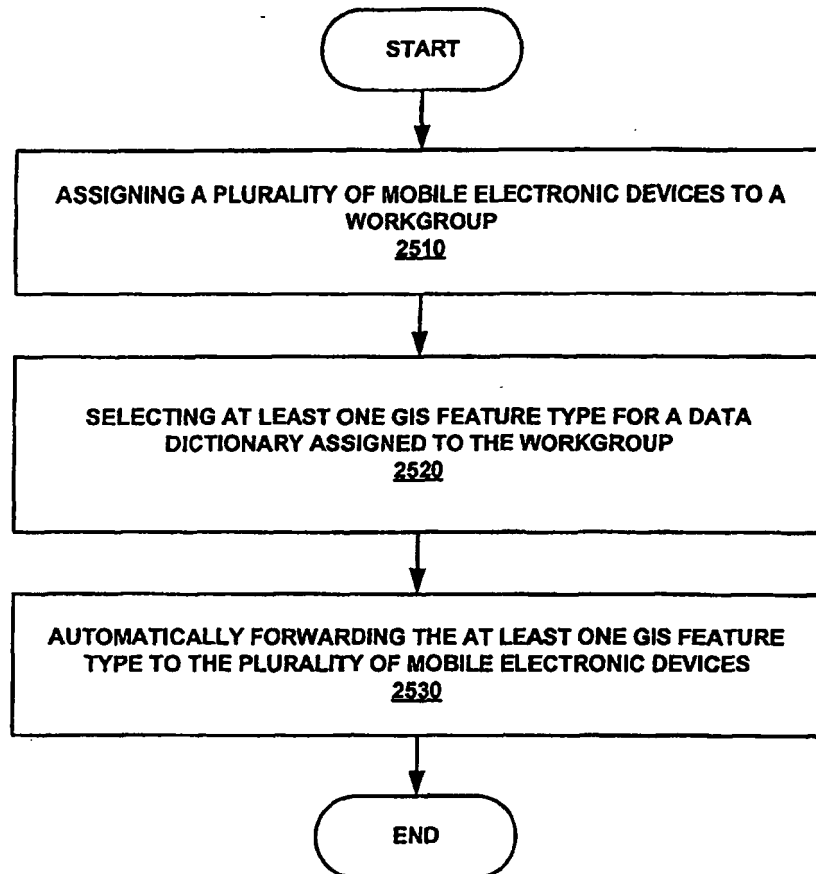 START
ASSIGNING A PLURALITY OF MOBILE ELECTRONIC DEVICES TO A
WORKGROUP
2510
SELECTING AT LEAST ONE GIS FEATURE TYPE FOR A DATA
DICTIONARY ASSIGNED TO THE WORKGROUP
2520
AUTOMATICALLY FORWARDING THE AT LEAST ONE GIS FEATURE
TYPE TO THE PLURALITY OF MOBILE ELECTRONIC DEVICES
2530
END